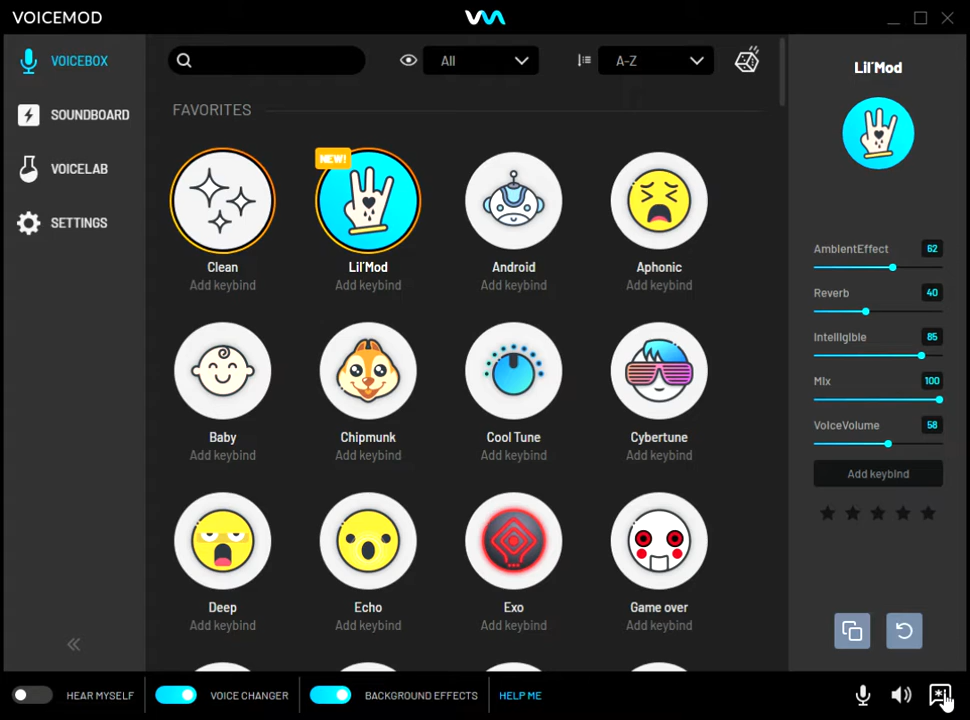 VOICEMOD
VOICEBOX
SOUNDBOARD
VOICELAB
SETTINGS
All
A-Z
FAVORITES
NEW!
Clean
Add keybind
Lil'Mod
Add keybind
Android
Add keybind
Aphonic
Add keybind
Baby
Add keybind
Chipmunk
Add keybind
Cool Tune
Add keybind
Cybertune
Add keybind
Deep
Add keybind
Echo
Add keybind
Exo
Add keybind
Game over
Add keybind
Lil'Mod
AmbientEffect 62
Reverb 40
Intelligible 85
Mix 100
VoiceVolume 58
Add keybind
HEAR MYSELF
VOICE CHANGER
BACKGROUND EFFECTS
HELP ME